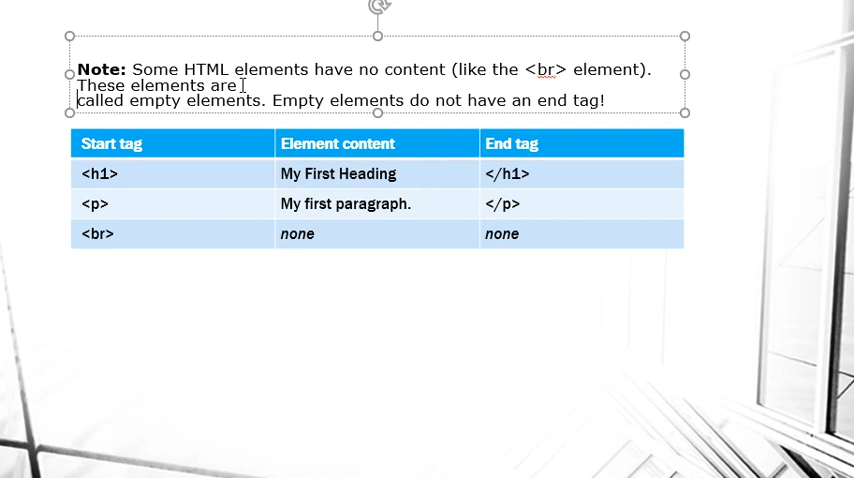 Note: Some HTML elements have no content (like the <br> element).
These elements are
called empty elements. Empty elements do not have an end tag!
Start tag Element content End tag
<h1> My First Heading </h1>
<p> My first paragraph. </p>
<br> none none